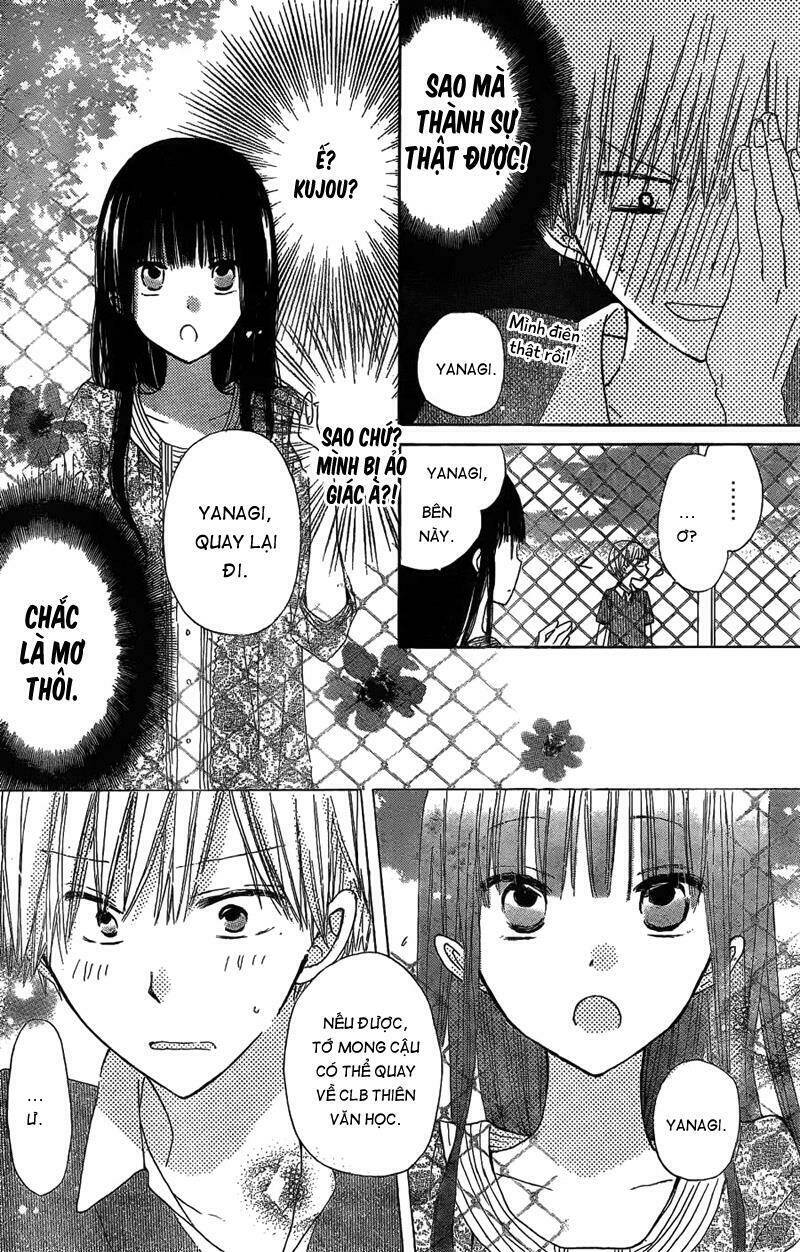 SAO MÀ
THÀNH SỰ
THẬT ĐƯỢC!
Mình điên
thật rồi!
YANAGI.
YANAGI,
BÊN
NÀY.
...
Ơ?
Ế?
KUJOU?
SAO CHỨ?
MÌNH BỊ ẢO
GIÁC À?!
YANAGI,
QUAY LẠI
ĐI.
CHẮC
LÀ MƠ
THÔI.
YANAGI.
NẾU ĐƯỢC,
TỚ MONG CẬU
CÓ THỂ QUAY
VỀ CLB THIÊN
VĂN HỌC.
...
Ư.